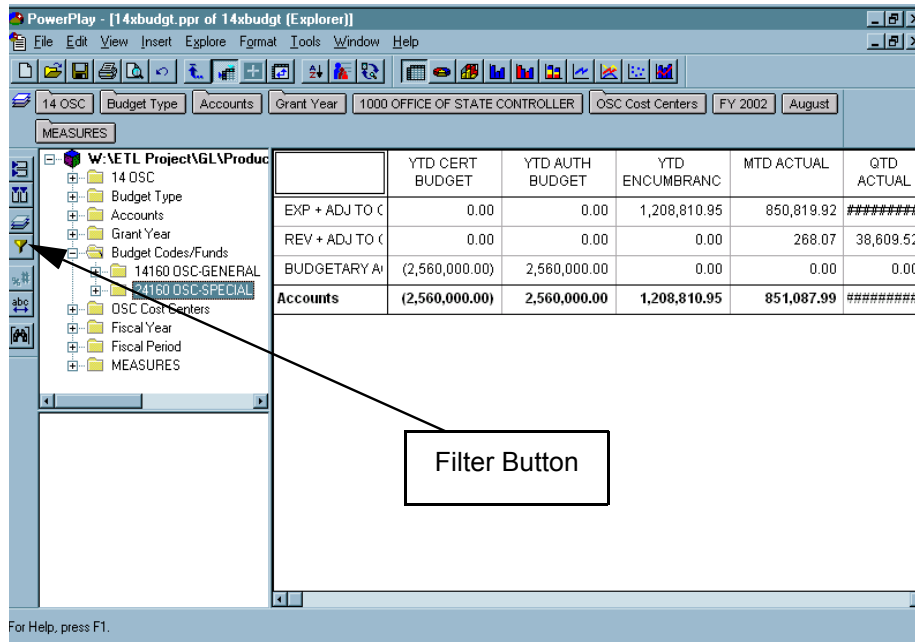 PowerPlay - [14xbudgt.ppr of 14xbudgt (Explorer)]
File Edit View Insert Explore Format Tools Window Help
14 OSC Budget Type Accounts Grant Year 1000 OFFICE OF STATE CONTROLLER OSC Cost Centers FY 2002 August
MEASURES
W:\ETL Project\GL\Produc
14 OSC
Budget Type
Accounts
Grant Year
Budget Codes/Funds
14160 OSC-GENERAL
24160 OSC-SPECIAL
OSC Cost Centers
Fiscal Year
Fiscal Period
MEASURES
YTD CERT BUDGET YTD AUTH BUDGET YTD ENCUMBRANC MTD ACTUAL QTD ACTUAL
EXP + ADJ TO ( 0.00 0.00 1,208,810.95 850,819.92 ##########
REV + ADJ TO ( 0.00 0.00 0.00 268.07 38,609.52
BUDGETARY A (2,560,000.00) 2,560,000.00 0.00 0.00 0.00
Accounts (2,560,000.00) 2,560,000.00 1,208,810.95 851,087.99 ##########
Filter Button
For Help, press F1.